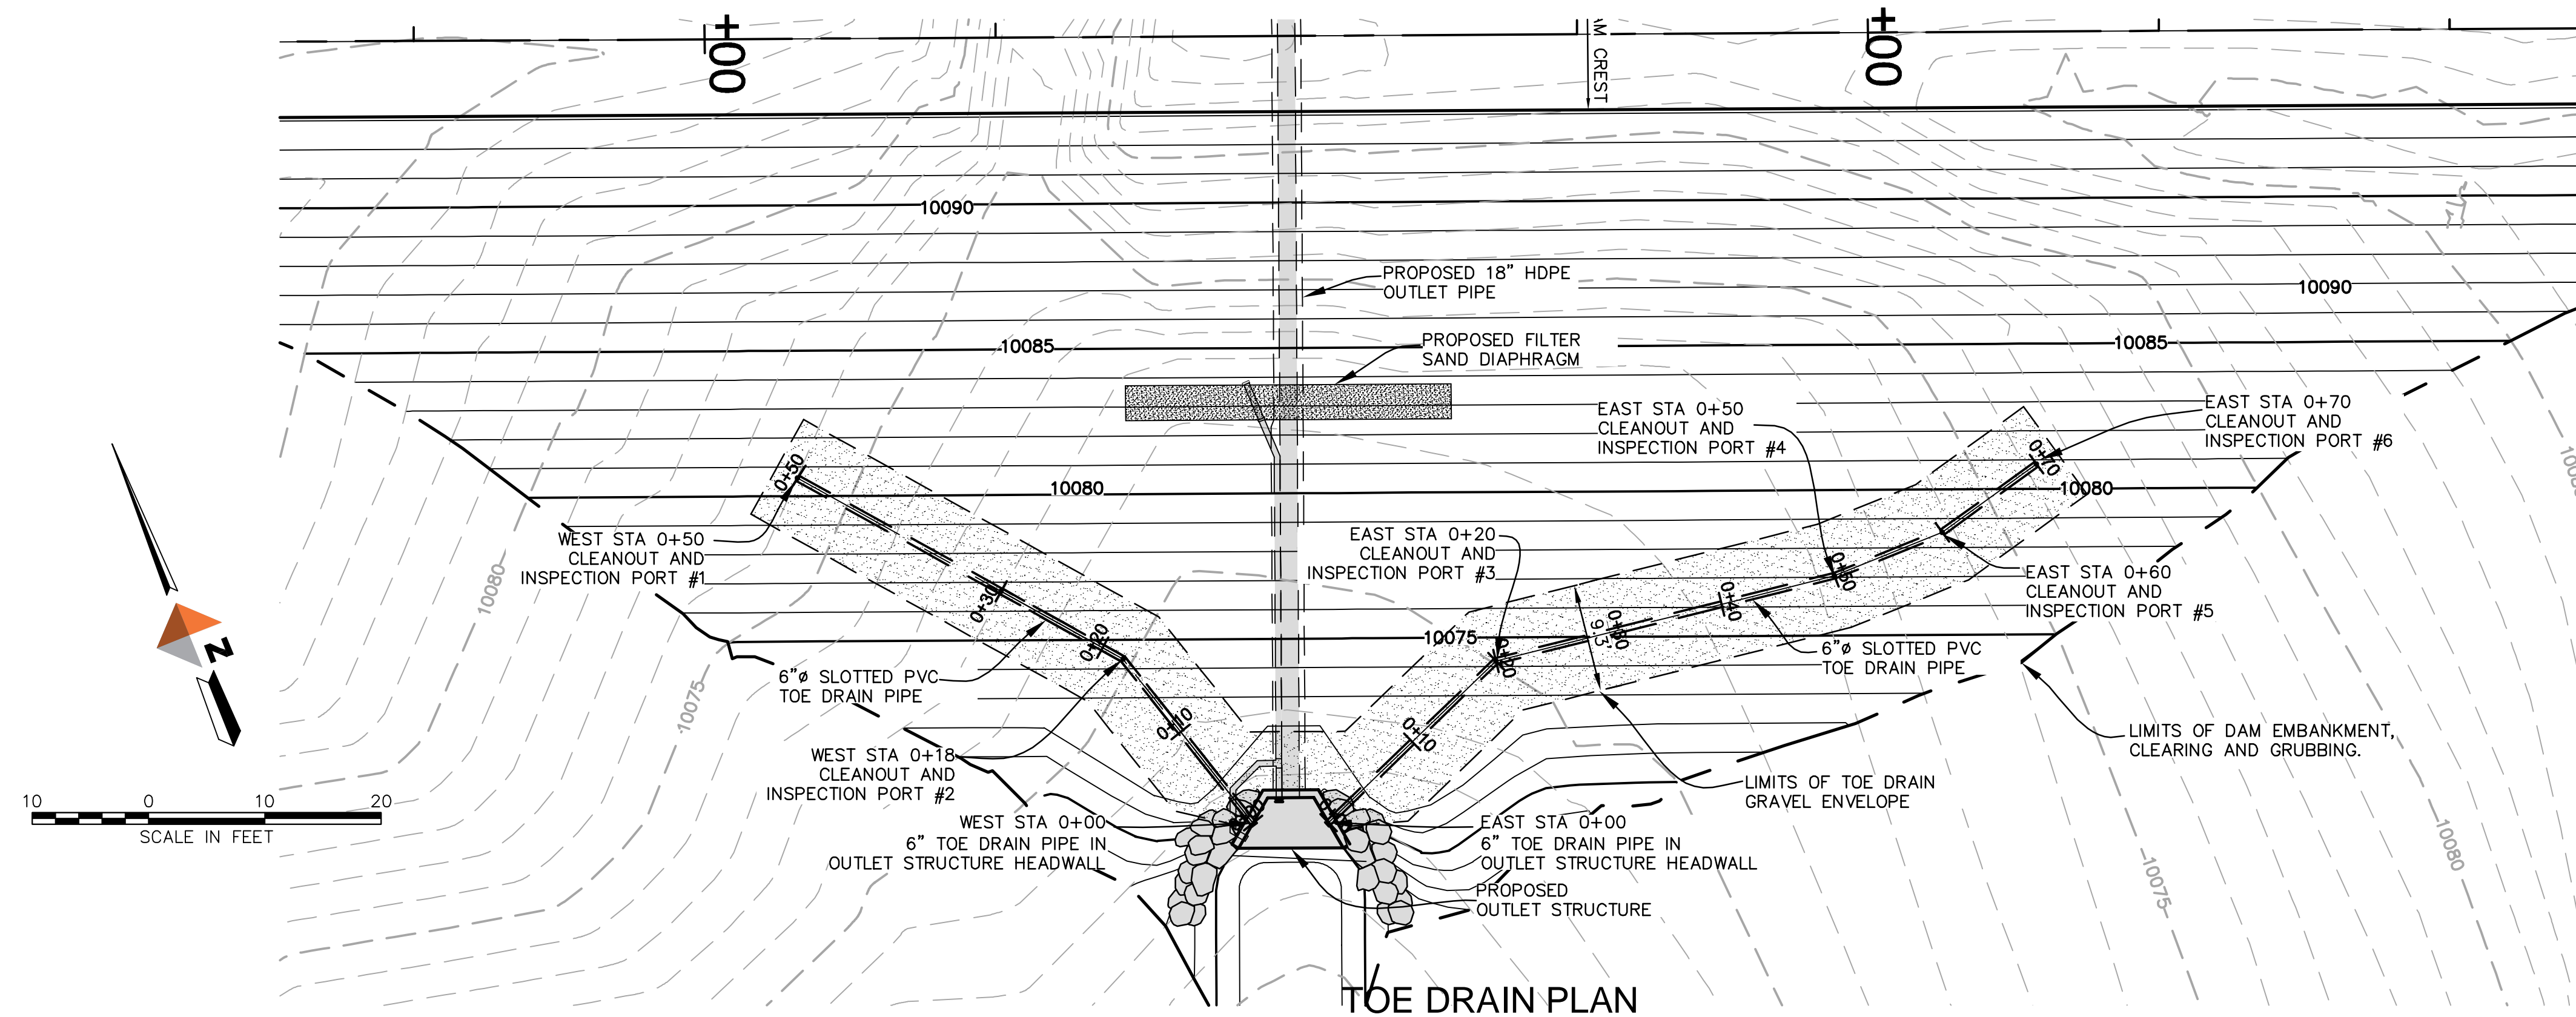 +00
+00
M CREST
10090
PROPOSED 18" HDPE
OUTLET PIPE
10090
PROPOSED FILTER
SAND DIAPHRAGM
10085
10085
EAST STA 0+50
CLEANOUT AND
INSPECTION PORT #4
EAST STA 0+70
CLEANOUT AND
INSPECTION PORT #6
0+50
0+70
10080
10080
WEST STA 0+50
CLEANOUT AND
INSPECTION PORT #1
EAST STA 0+20
CLEANOUT AND
INSPECTION PORT #3
0+50
EAST STA 0+60
CLEANOUT AND
INSPECTION PORT #5
10080
0+30
0+40
0+30
9.3'
0+20
10075
0+20
6"ø SLOTTED PVC
TOE DRAIN PIPE
6"ø SLOTTED PVC
TOE DRAIN PIPE
10075
0+10
0+10
N
LIMITS OF DAM EMBANKMENT,
CLEARING AND GRUBBING.
WEST STA 0+18
CLEANOUT AND
INSPECTION PORT #2
LIMITS OF TOE DRAIN
GRAVEL ENVELOPE
10 0 10 20
SCALE IN FEET
WEST STA 0+00
6" TOE DRAIN PIPE IN
OUTLET STRUCTURE HEADWALL
EAST STA 0+00
6" TOE DRAIN PIPE IN
OUTLET STRUCTURE HEADWALL
PROPOSED
OUTLET STRUCTURE
10075
10080
TOE DRAIN PLAN